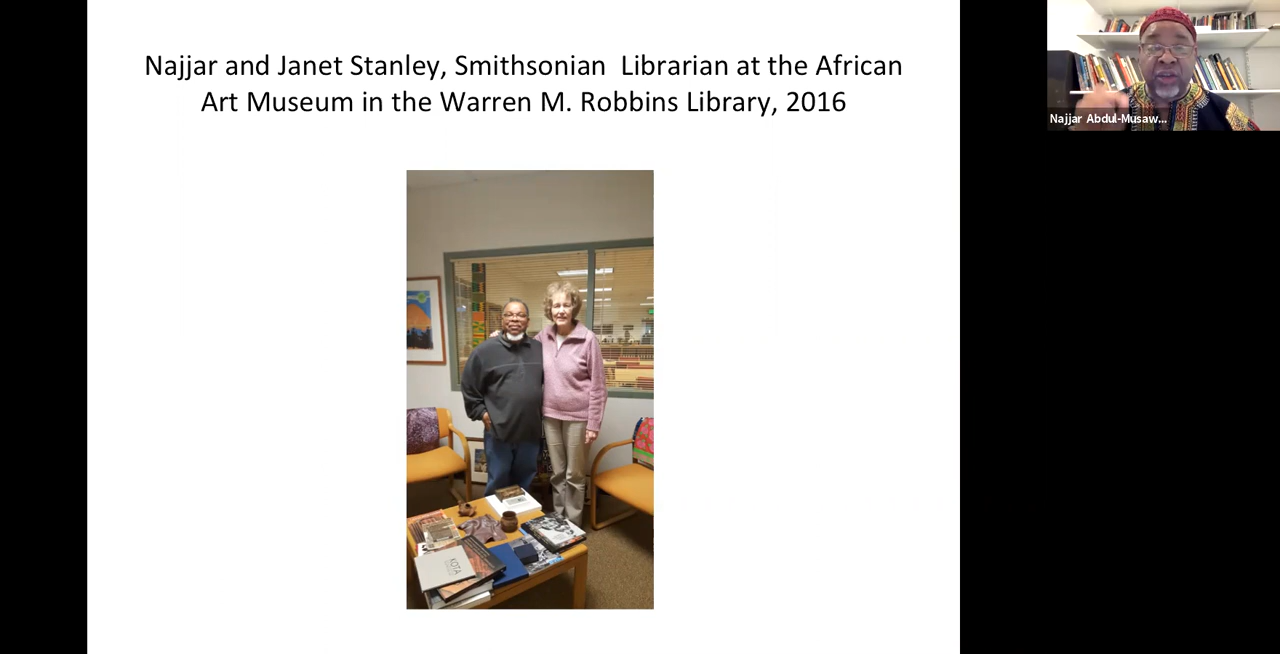 Najjar and Janet Stanley, Smithsonian  Librarian at the African
Art Museum in the Warren M. Robbins Library, 2016
Najjar Abdul-Musaw...
KOTA